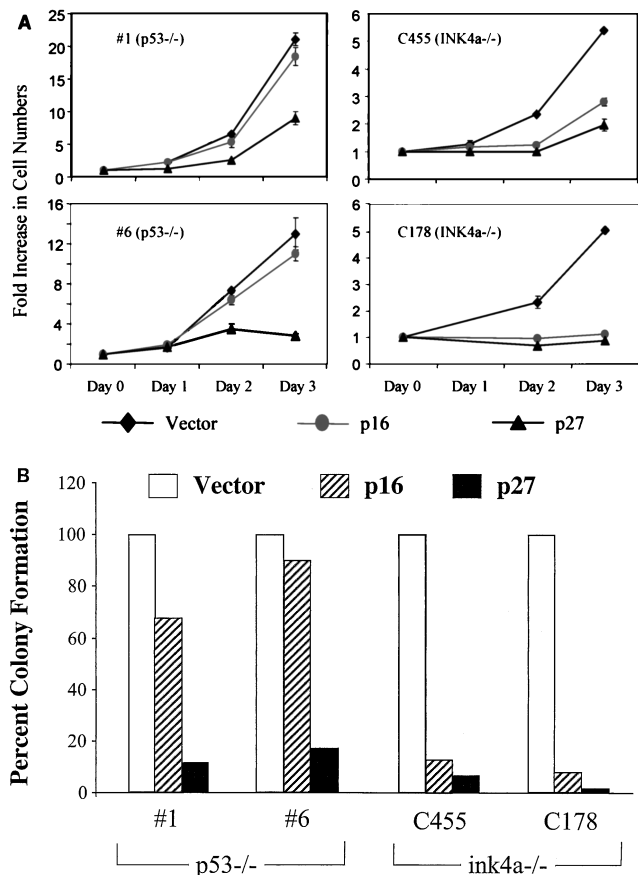 A
Fold Increase in Cell Numbers
#1 (p53-/-)
25
20
15
10
5
0
C455 (INK4a-/-)
6
5
4
3
2
1
0
#6 (p53-/-)
16
12
8
4
0
Day 0 Day 1 Day 2 Day 3
C178 (INK4a-/-)
6
5
4
3
2
1
0
Day 0 Day 1 Day 2 Day 3
Vector p16 p27
B
Percent Colony Formation
Vector p16 p27
120
100
80
60
40
20
0
#1 #6 C455 C178
p53-/- ink4a-/-